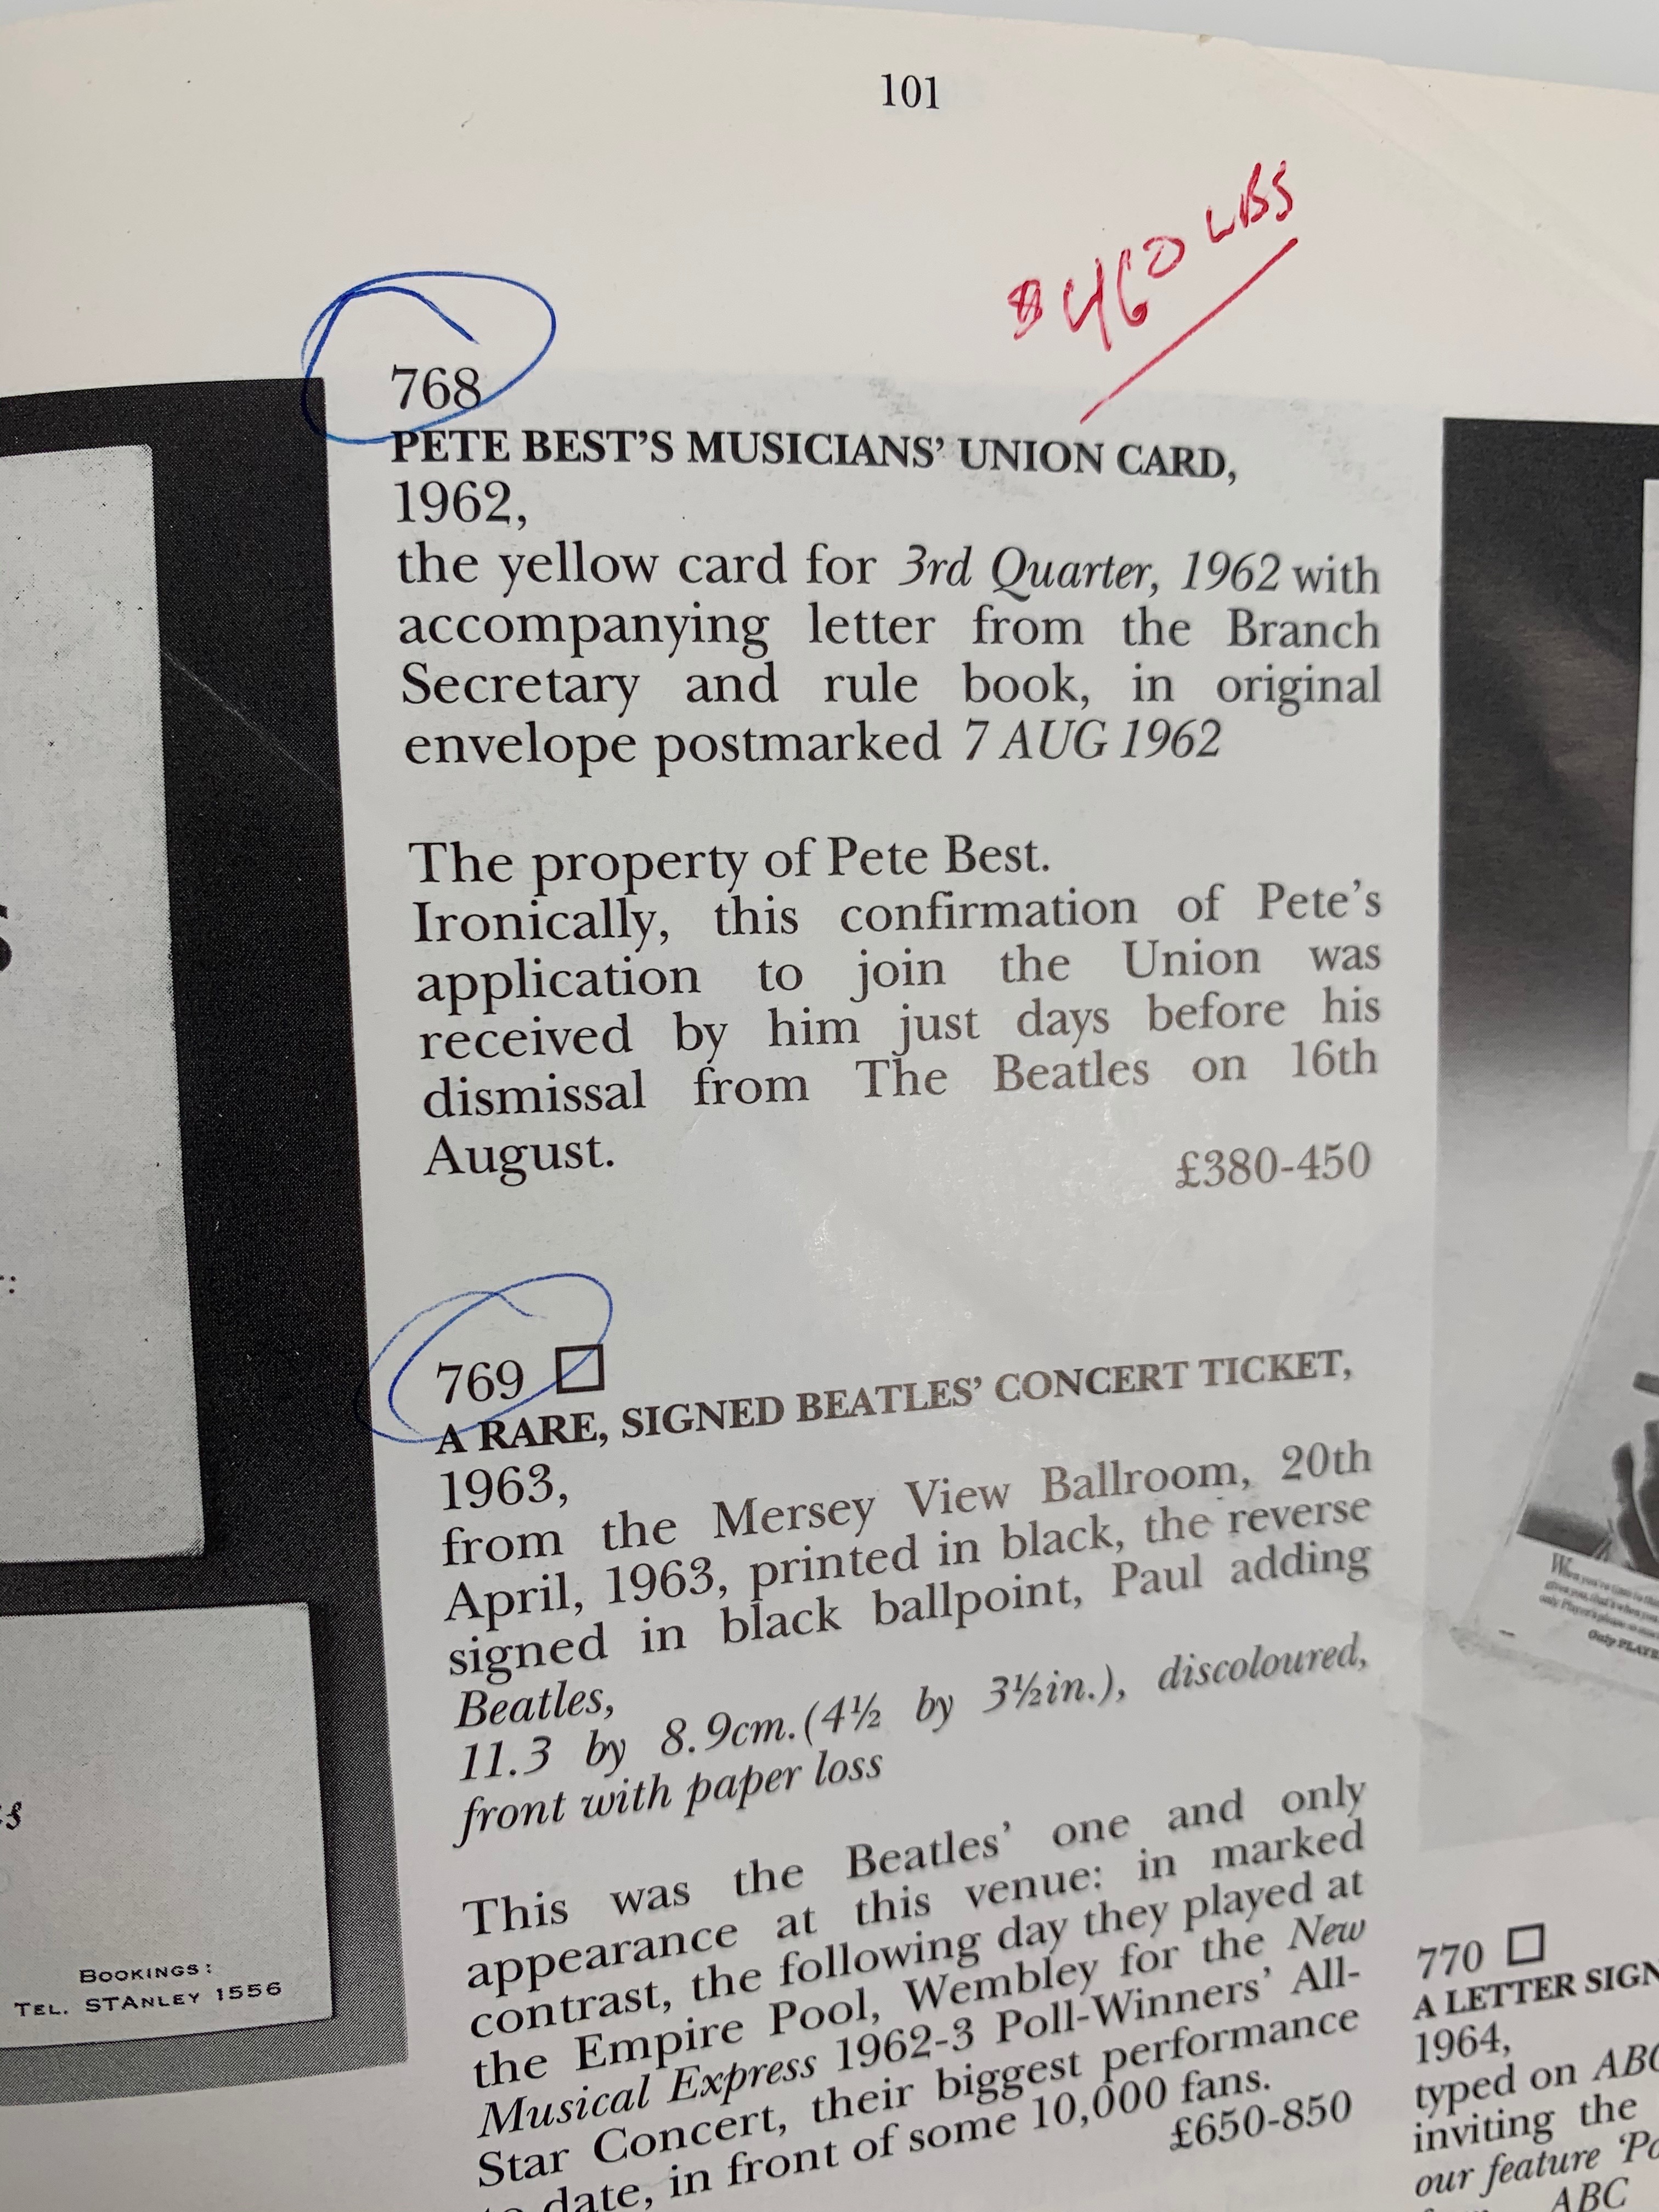 101
$460 LBS
768
PETE BEST'S MUSICIANS' UNION CARD,
1962,
the yellow card for 3rd Quarter, 1962 with
accompanying letter from the Branch
Secretary and rule book, in original
envelope postmarked 7 AUG 1962
The property of Pete Best.
Ironically, this confirmation of Pete's
application to join the Union was
received by him just days before his
dismissal from The Beatles on 16th
August. £380-450
769
A RARE, SIGNED BEATLES' CONCERT TICKET,
1963,
from the Mersey View Ballroom, 20th
April, 1963, printed in black, the reverse
signed in black ballpoint, Paul adding
Beatles,
11.3 by 8.9cm.(4½ by 3½in.), discoloured,
front with paper loss
This was the Beatles' one and only
appearance at this venue: in marked
contrast, the following day they played at
the Empire Pool, Wembley for the New
Musical Express 1962-3 Poll-Winners' All-
Star Concert, their biggest performance
to date, in front of some 10,000 fans.
£650-850
BOOKINGS:
TEL. STANLEY 1556
770
A LETTER SIGN
1964,
typed on ABC
inviting the
our feature 'Po
ABC
Only PLAYE